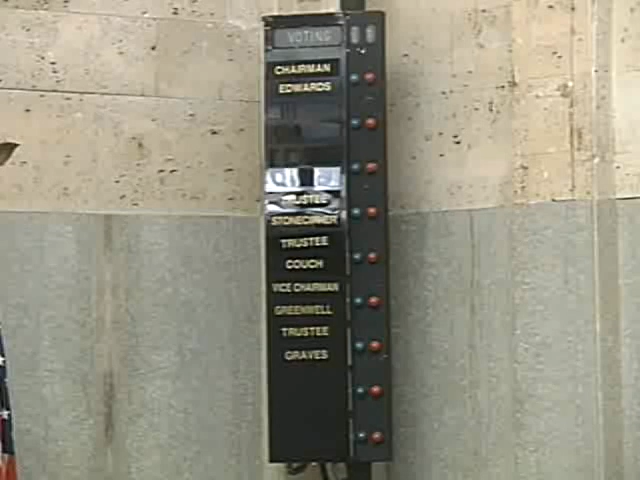 VOTING
CHAIRMAN
EDWARDS
TRUSTEE
STONECIPHER
TRUSTEE
COUCH
VICE CHAIRMAN
GREENWELL
TRUSTEE
GRAVES